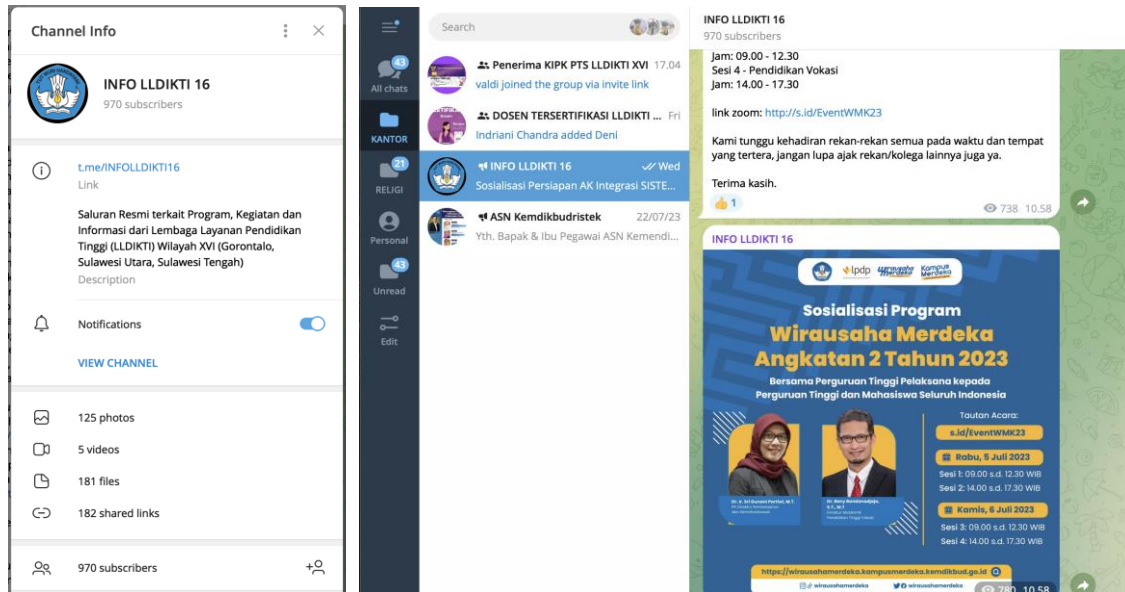 Channel Info
INFO LLDIKTI 16
970 subscribers
t.me/INFOLLDIKTI16
Link
Saluran Resmi terkait Program, Kegiatan dan
Informasi dari Lembaga Layanan Pendidikan
Tinggi (LLDIKTI) Wilayah XVI (Gorontalo,
Sulawesi Utara, Sulawesi Tengah)
Description
Notifications
VIEW CHANNEL
125 photos
5 videos
181 files
182 shared links
970 subscribers
43
All chats
KANTOR
21
RELIGI
Personal
43
Unread
Edit
Search
Penerima KIPK PTS LLDIKTI XVI 17.04
valdi joined the group via invite link
DOSEN TERSERTIFIKASI LLDIKTI ... Fri
Indriani Chandra added Deni
INFO LLDIKTI 16 Wed
Sosialisasi Persiapan AK Integrasi SISTE...
ASN Kemdikbudristek 22/07/23
Yth. Bapak & Ibu Pegawai ASN Kemendi...
INFO LLDIKTI 16
970 subscribers
Jam: 09.00 - 12.30
Sesi 4 - Pendidikan Vokasi
Jam: 14.00 - 17.30
link zoom: http://s.id/EventWMK23
Kami tunggu kehadiran rekan-rekan semua pada waktu dan tempat
yang tertera, jangan lupa ajak rekan/kolega lainnya juga ya.
Terima kasih.
1
738 10.58
INFO LLDIKTI 16
lpdp wirausaha merdeka Kampus Merdeka
Sosialisasi Program
Wirausaha Merdeka
Angkatan 2 Tahun 2023
Bersama Perguruan Tinggi Pelaksana kepada
Perguruan Tinggi dan Mahasiswa Seluruh Indonesia
Tautan Acara:
s.id/EventWMK23
Rabu, 5 Juli 2023
Sesi 1: 09.00 s.d. 12.30 WIB
Sesi 2: 14.00 s.d. 17.30 WIB
Kamis, 6 Juli 2023
Sesi 3: 09.00 s.d. 12.30 WIB
Sesi 4: 14.00 s.d. 17.30 WIB
https://wirausahamerdeka.kampusmerdeka.kemdikbud.go.id
wirausahamerdeka wirausahamerdeka
780 10.58